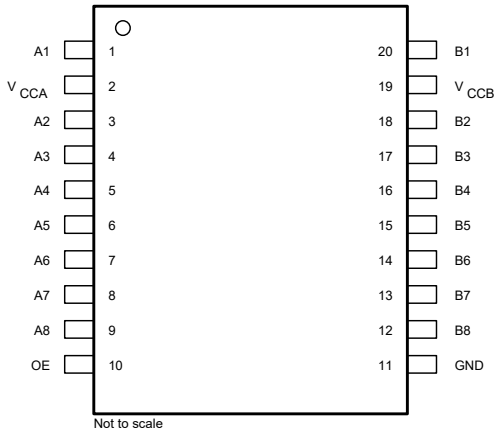 A1 1 20 B1
VCCA 2 19 VCCB
A2 3 18 B2
A3 4 17 B3
A4 5 16 B4
A5 6 15 B5
A6 7 14 B6
A7 8 13 B7
A8 9 12 B8
OE 10 11 GND
Not to scale